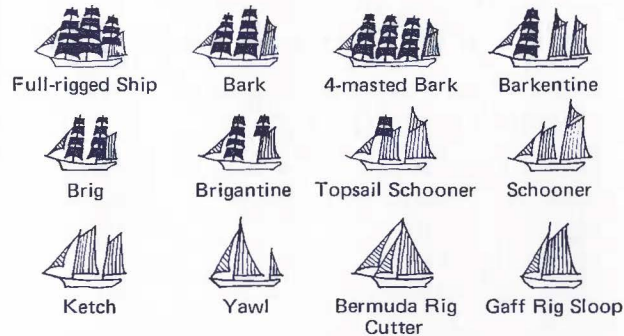 Full-rigged Ship
Bark
4-masted Bark
Barkentine
Brig
Brigantine
Topsail Schooner
Schooner
Ketch
Yawl
Bermuda Rig
Cutter
Gaff Rig Sloop